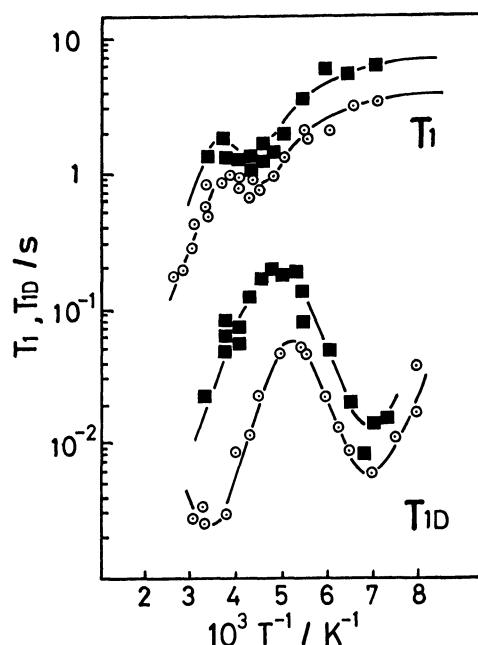 10
1
10⁻¹
10⁻²
T₁, T₁D / s
T₁
T₁D
2 3 4 5 6 7 8
10³ T⁻¹ / K⁻¹